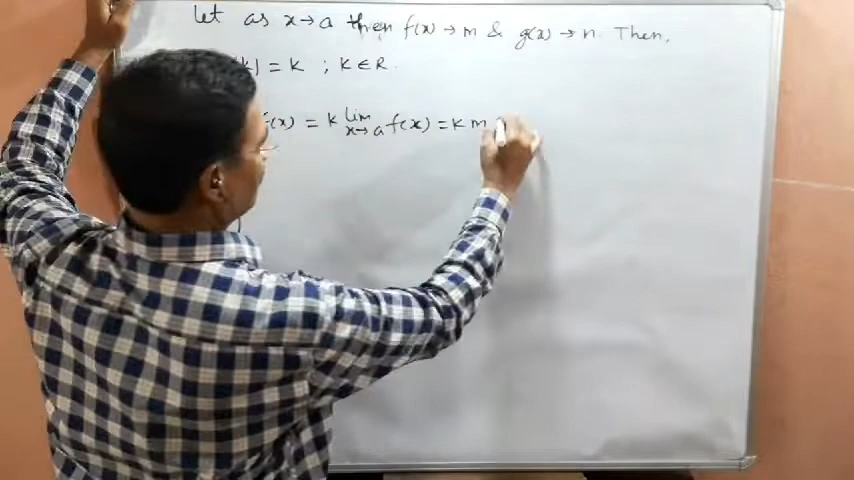 Let as x→a then f(x)→m & g(x)→n. Then,
k) = k ; k∈R.
f(x) = k lim x→a f(x) = k m